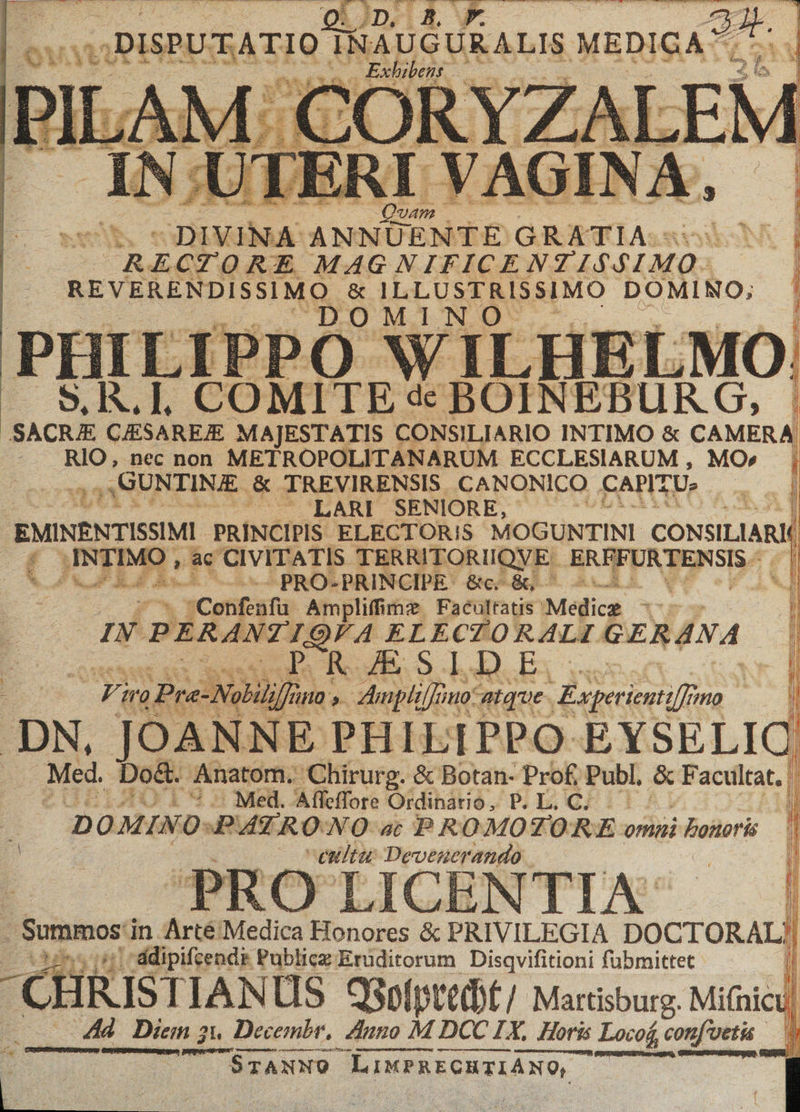 Q. D. B. V.
34.
DISPUTATIO INAUGURALIS MEDICA
Exhibens
36
PILAM CORYZALEM
IN UTERI VAGINA,
Qvam
DIVINA ANNUENTE GRATIA
RECTORE MAGNIFICENTISSIMO
REVERENDISSIMO & ILLUSTRISSIMO DOMINO,
DOMINO
PHILIPPO WILHELMO
S. R. I. COMITE de BOINEBURG,
SACRÆ CÆSAREÆ MAJESTATIS CONSILIARIO INTIMO & CAMERA
RIO, nec non METROPOLITANARUM ECCLESIARUM, MO-
GUNTINÆ & TREVIRENSIS CANONICO CAPITU-
LARI SENIORE,
EMINENTISSIMI PRINCIPIS ELECTORIS MOGUNTINI CONSILIARI
INTIMO, ac CIVITATIS TERRITORIIQVE ERFFURTENSIS
PRO-PRINCIPE &c. &.
Conſenſu Ampliſſimæ Facultatis Medicæ
IN PERANTIQVA ELECTORALI GERANA
PRÆSIDE
Viro Præ-Nobiliſſimo, Ampliſſimo atqve Experientiſſimo
DN. JOANNE PHILIPPO EYSELIO
Med. Doct. Anatom. Chirurg. & Botan. Prof. Publ. & Facultat.
Med. Aſſeſſore Ordinario, P. L. C.
DOMINO PATRONO ac PROMOTORE omni honoris
cultu Devenerando
PRO LICENTIA
Summos in Arte Medica Honores & PRIVILEGIA DOCTORAL
adipiſcendi Publicæ Eruditorum Disqviſitioni ſubmittet
CHRISTIANUS Wolprecht/ Martisburg. Miſnicu
Ad Diem 31. Decembr. Anno MDCCIX. Horis Locoq́; conſvetis
STANNO LIMPRECHTIANO,